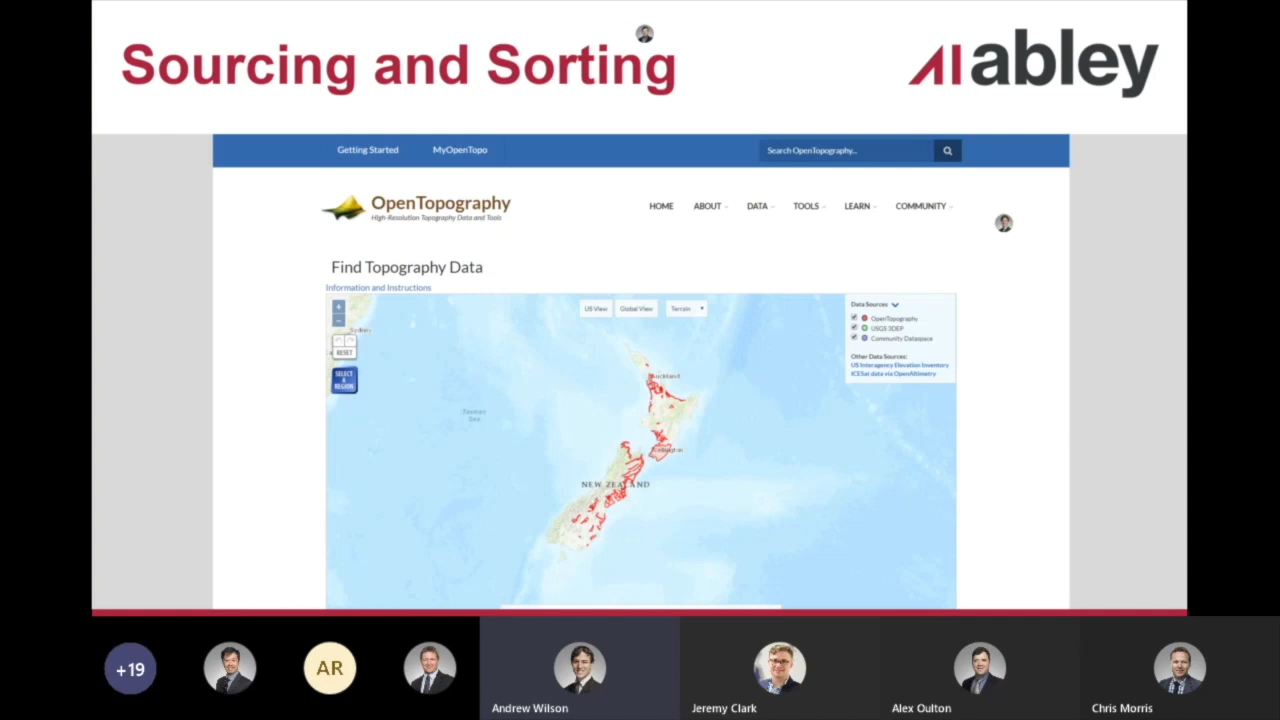 Sourcing and Sorting
abley
Getting Started MyOpenTopo Search OpenTopography...
OpenTopography
High-Resolution Topography Data and Tools
HOME ABOUT DATA TOOLS LEARN COMMUNITY
Find Topography Data
Information and Instructions
+
−
US View Global View Terrain
Data Sources
OpenTopography
USGS 3DEP
Community Dataspace
Other Data Sources:
US Interagency Elevation Inventory
ICESat data via OpenAltimetry
Sydney
RESET
SELECT
A
REGION
Auckland
Tasman
Sea
Wellington
NEW ZEALAND
+19
AR
Andrew Wilson Jeremy Clark Alex Oulton Chris Morris